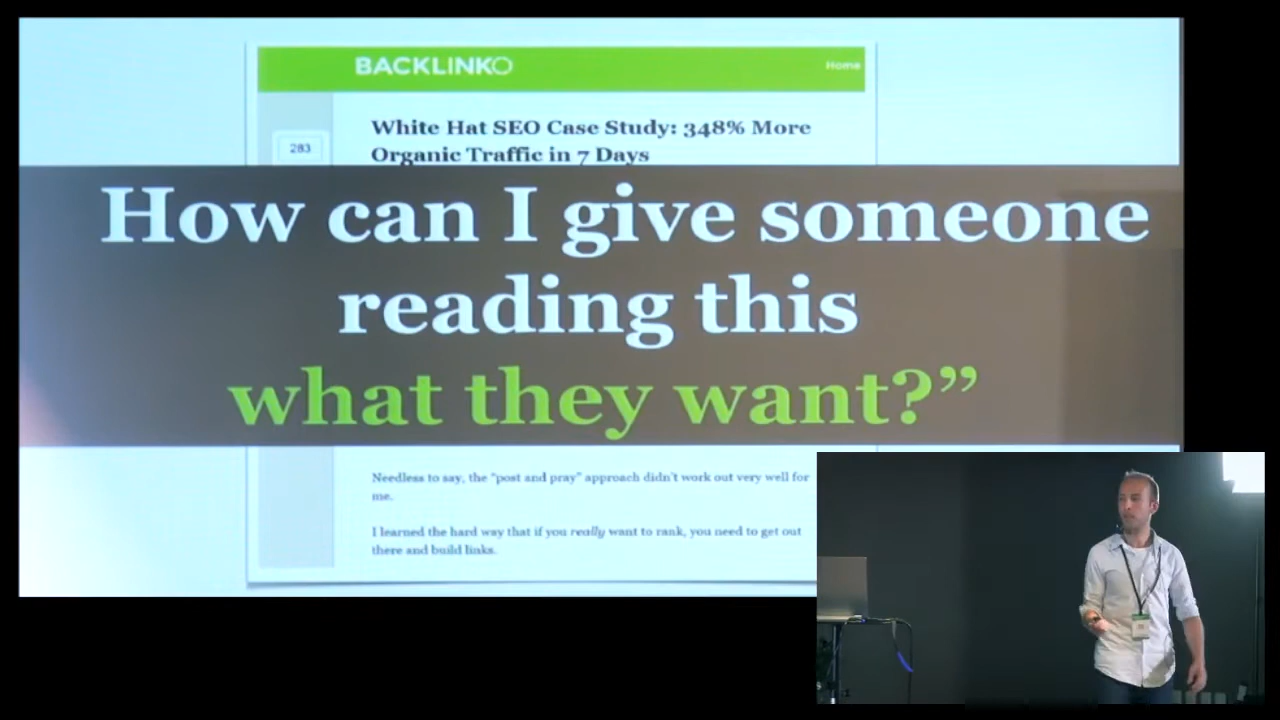 BACKLINKO
Home
White Hat SEO Case Study: 348% More
Organic Traffic in 7 Days
283
How can I give someone
reading this
what they want?”
Needless to say, the “post and pray” approach didn’t work out very well for
me.
I learned the hard way that if you really want to rank, you need to get out
there and build links.